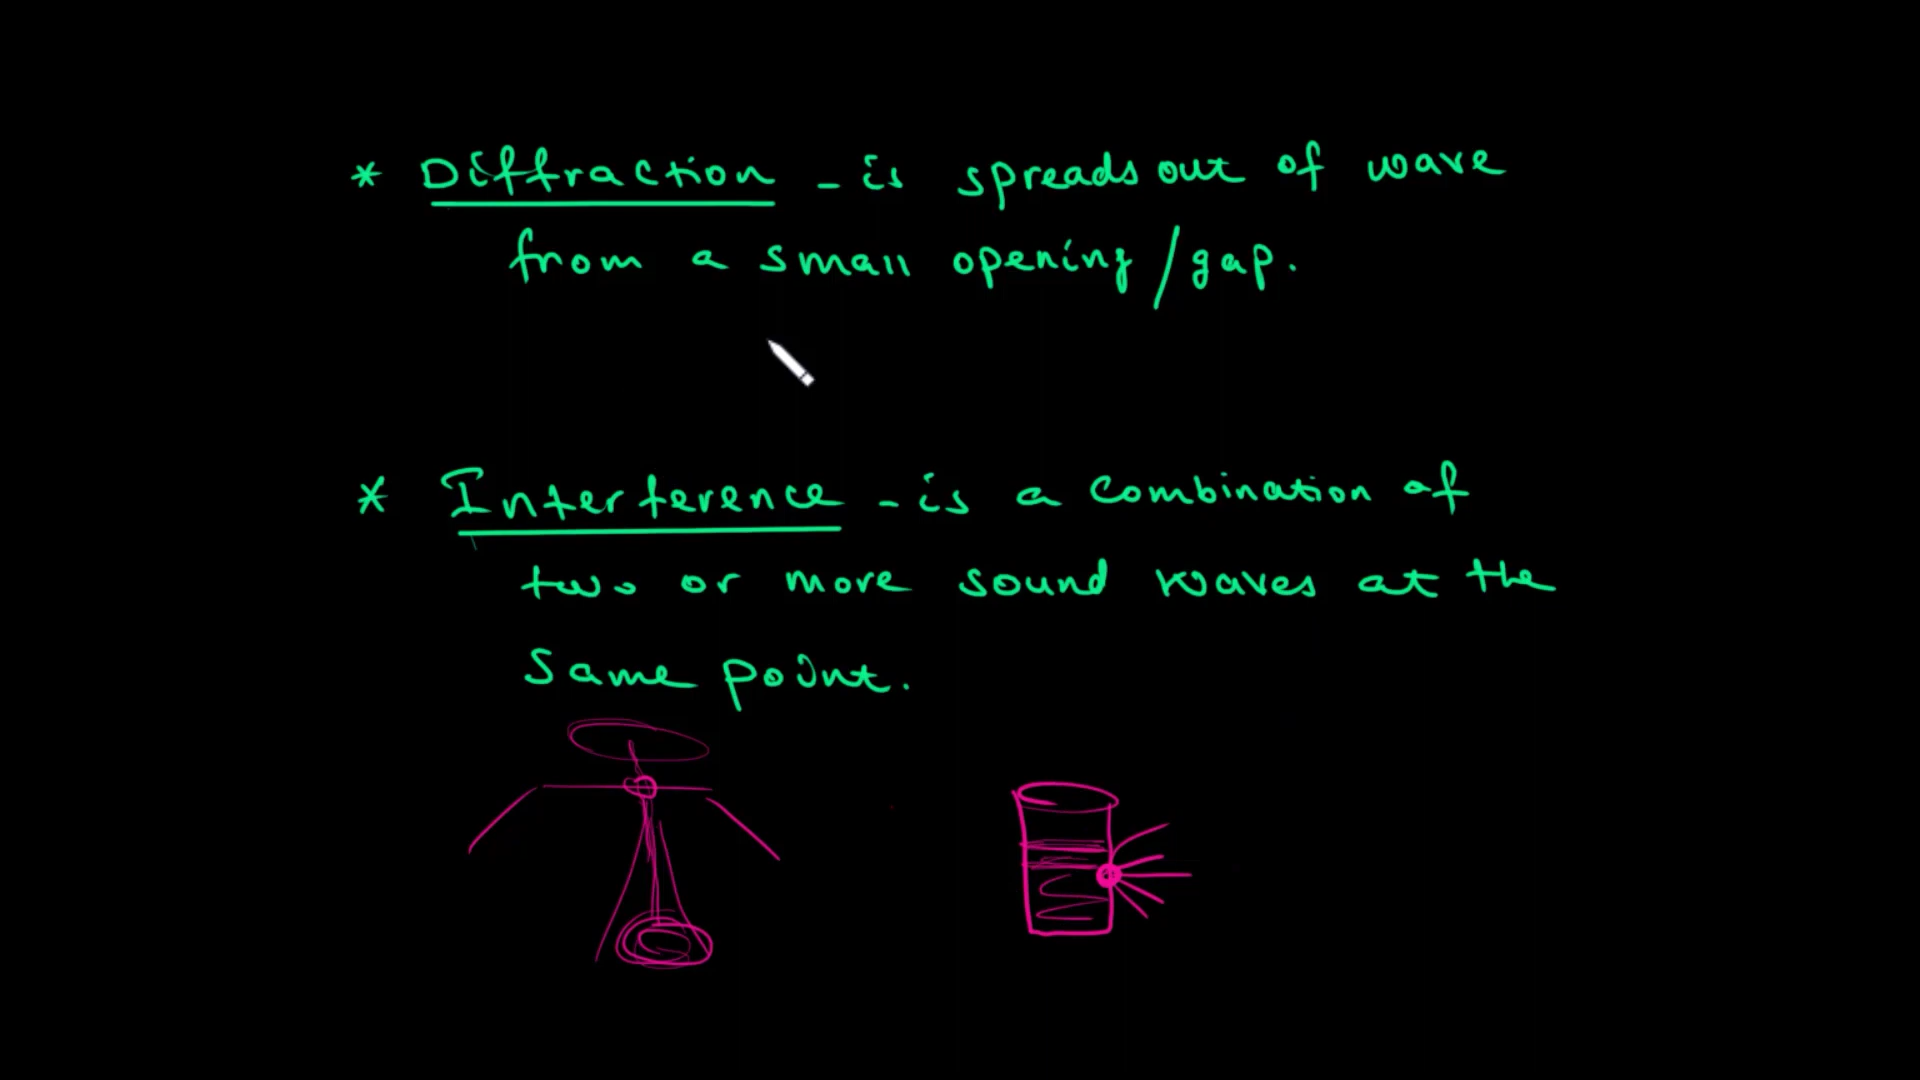 * Diffraction - is spreads out of wave
from a small opening/gap.
* Interference - is a combination of
two or more sound waves at the
same point.